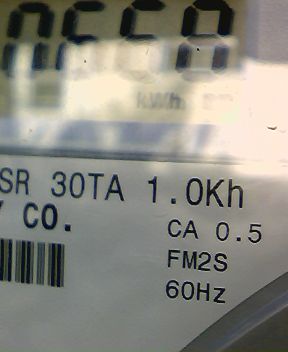 kWh
SR 30TA 1.0Kh
Y CO.
CA 0.5
FM2S
60Hz